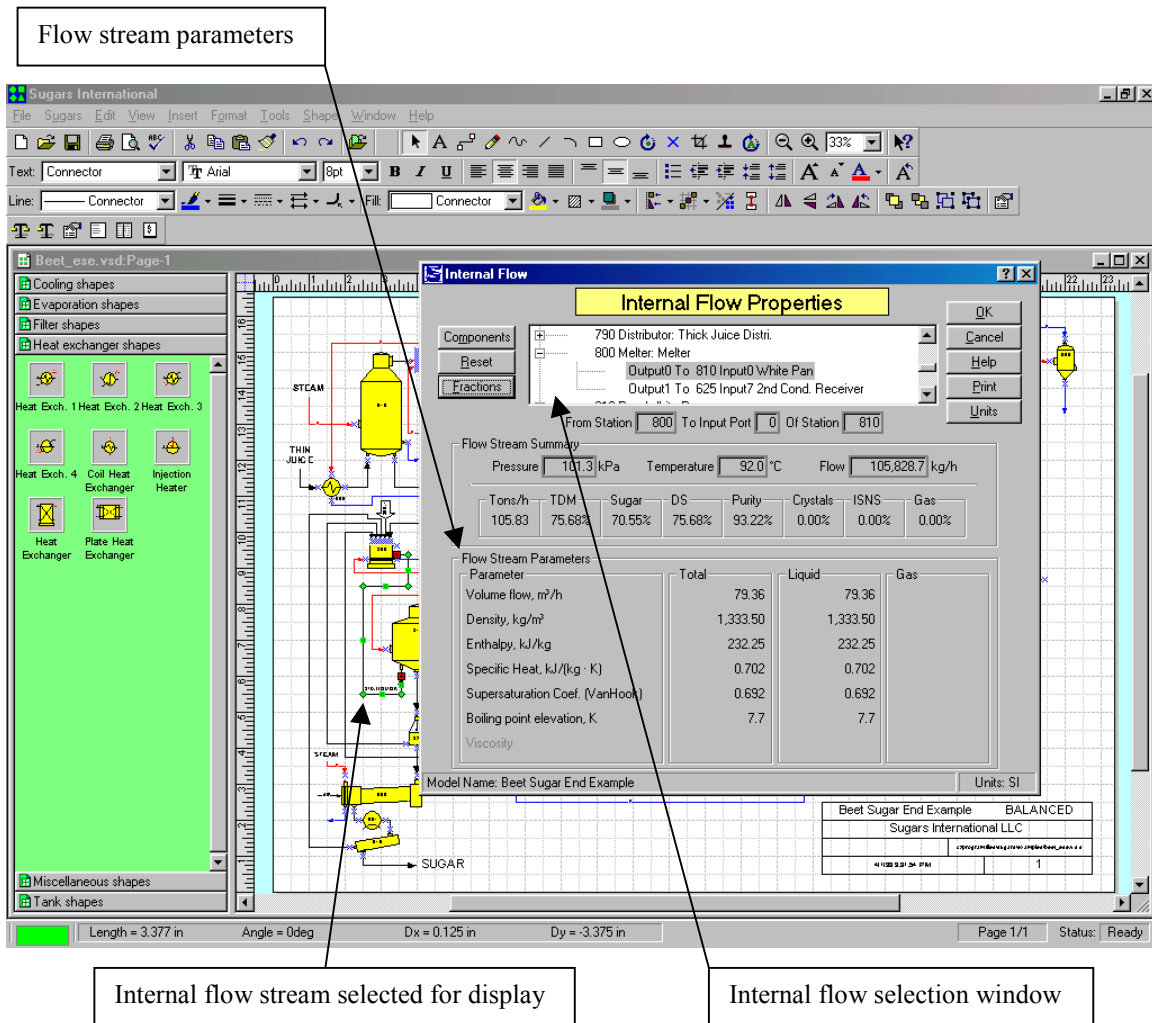 Flow stream parameters
Sugars International
File Sugars Edit View Insert Format Tools Shape Window Help
33%
Text: Connector Arial 8pt B I U
Line: Connector Fill: Connector
Beet_ese.vsd:Page-1
Cooling shapes
Evaporation shapes
Filter shapes
Heat exchanger shapes
Heat Exch. 1 Heat Exch. 2 Heat Exch. 3
Heat Exch. 4 Coil Heat Exchanger Injection Heater
Heat Exchanger Plate Heat Exchanger
Miscellaneous shapes
Tank shapes
STEAM
THIN JUICE
STEAM
SUGAR
Internal Flow
Internal Flow Properties
Components
Reset
Fractions
790 Distributor: Thick Juice Distri.
800 Melter: Melter
Output0 To 810 Input0 White Pan
Output1 To 625 Input7 2nd Cond. Receiver
OK
Cancel
Help
Print
Units
From Station 800 To Input Port 0 Of Station 810
Flow Stream Summary
Pressure 101.3 kPa Temperature 92.0 °C Flow 105,828.7 kg/h
Tons/h TDM Sugar DS Purity Crystals ISNS Gas
105.83 75.68% 70.55% 75.68% 93.22% 0.00% 0.00% 0.00%
Flow Stream Parameters
Parameter Total Liquid Gas
Volume flow, m³/h 79.36 79.36
Density, kg/m³ 1,333.50 1,333.50
Enthalpy, kJ/kg 232.25 232.25
Specific Heat, kJ/(kg · K) 0.702 0.702
Supersaturation Coef. (VanHook) 0.692 0.692
Boiling point elevation, K 7.7 7.7
Viscosity
Model Name: Beet Sugar End Example Units: SI
Beet Sugar End Example BALANCED
Sugars International LLC
1
Length = 3.377 in Angle = 0deg Dx = 0.125 in Dy = -3.375 in Page 1/1 Status: Ready
Internal flow stream selected for display
Internal flow selection window